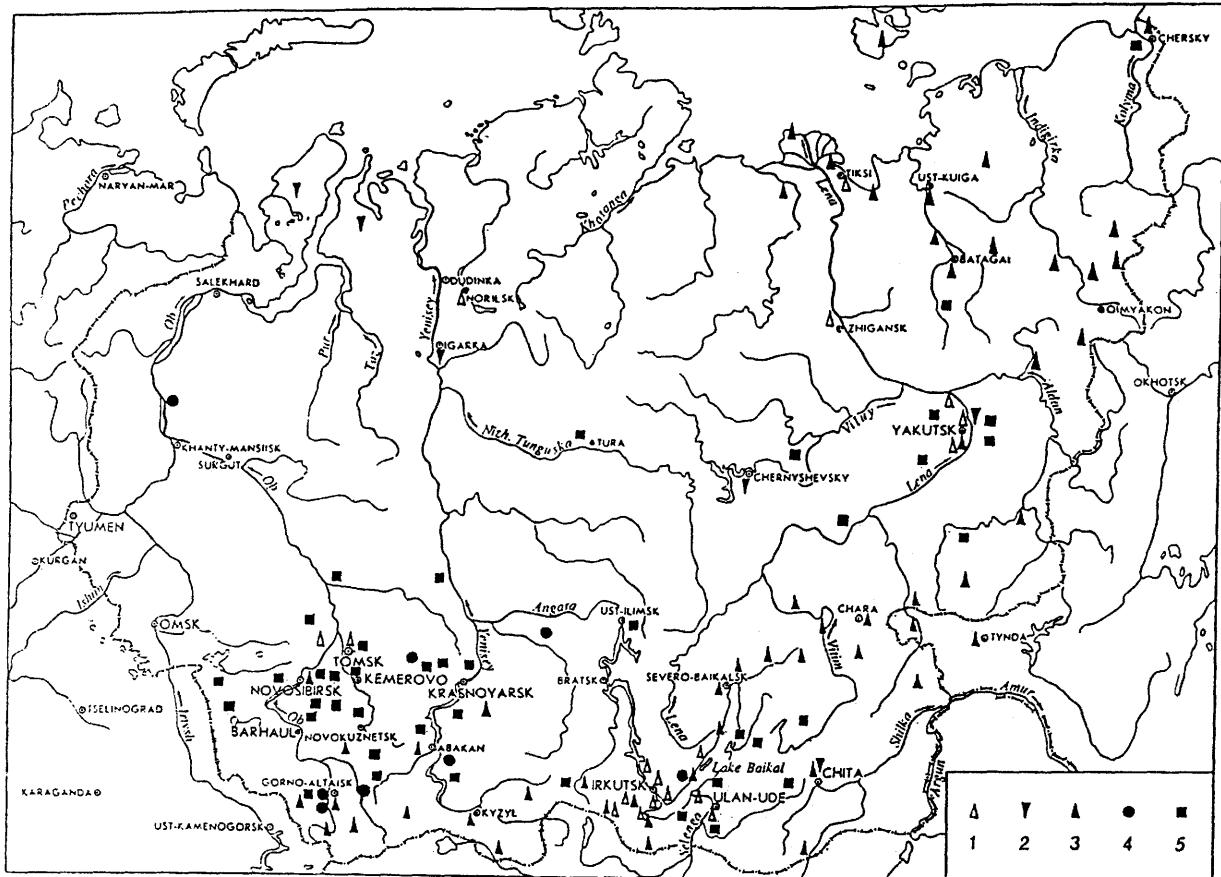 CHERSKY
Kolyma
Indigirka
Pechora
NARYAN-MAR
TIKSI
Lena
UST-KUIGA
Khatanga
BATAGAI
SALEKHARD
DUDINKA
NORILSK
Ob
Pur
Taz
Yenisey
IGARKA
ZHIGANSK
OIMYAKON
OKHOTSK
Aldan
Viluy
YAKUTSK
KHANTY-MANSIISK
SURGUT
Nizh. Tunguska
TURA
CHERNYSHEVSKY
Lena
Ob
TYUMEN
KURGAN
Ishim
OMSK
Angara
UST-ILIMSK
CHARA
TYNDA
Vitim
TOMSK
KEMEROVO
Yenisey
NOVOSIBIRSK
KRASNOYARSK
BRATSK
SEVERO-BAIKALSK
TSELINOGRAD
Irtysh
Ob
BARHAUL
NOVOKUZNETSK
ABAKAN
Lena
Shilka
Amur
Argun
Lake Baikal
CHITA
KARAGANDA
GORNO-ALTAISK
IRKUTSK
ULAN-UDE
UST-KAMENOGORSK
KYZYL
Selenga
1 2 3 4 5